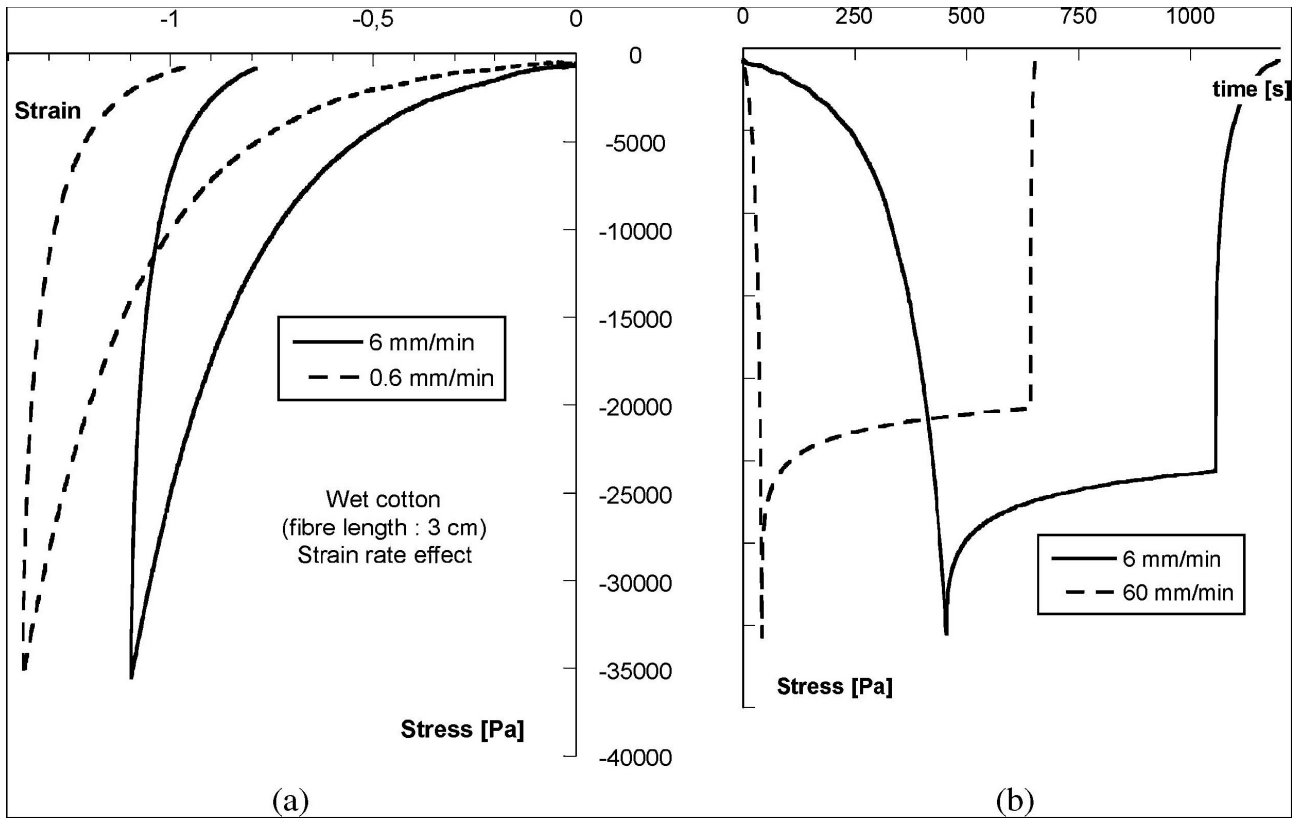 -1 -0,5 0
0
Strain
-5000
-10000
-15000
6 mm/min
0.6 mm/min
-20000
Wet cotton
(fibre length : 3 cm)
Strain rate effect
-25000
-30000
-35000
Stress [Pa]
-40000
(a)
0 250 500 750 1000
time [s]
6 mm/min
60 mm/min
Stress [Pa]
(b)